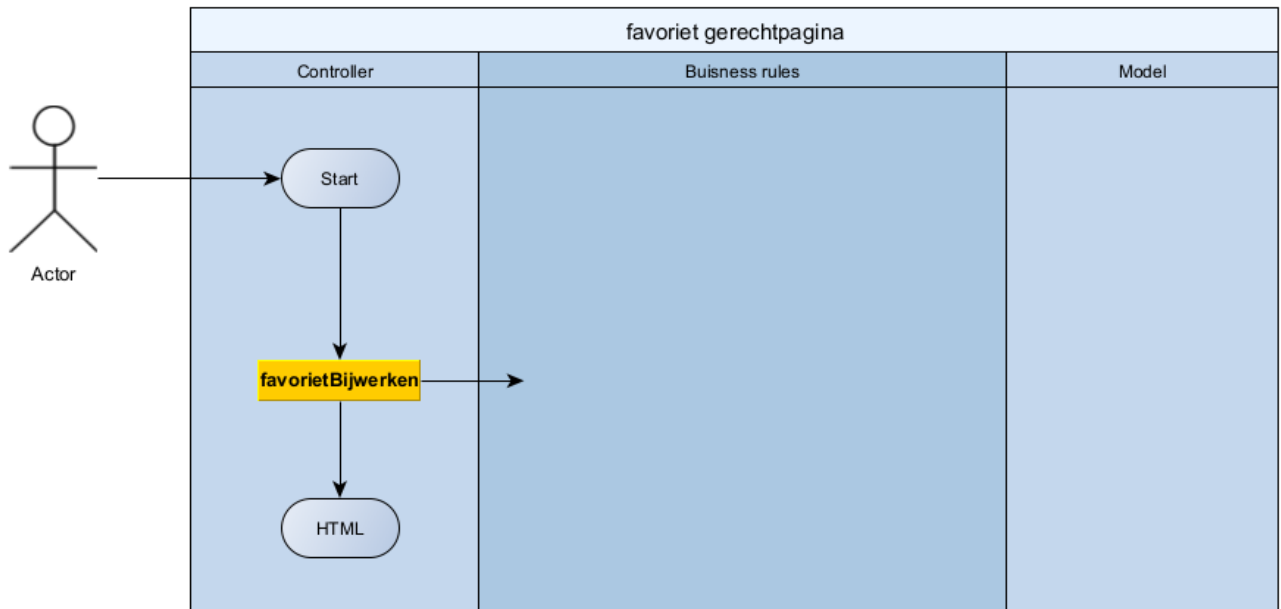 favoriet gerechtpagina
Controller
Buisness rules
Model
Start
Actor
favorietBijwerken
HTML